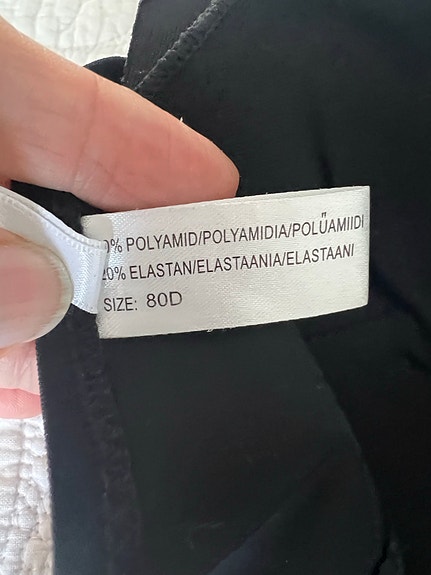 0% POLYAMID/POLYAMIDIA/POLÜAMIIDI
20% ELASTAN/ELASTAANIA/ELASTAANI
SIZE: 80D